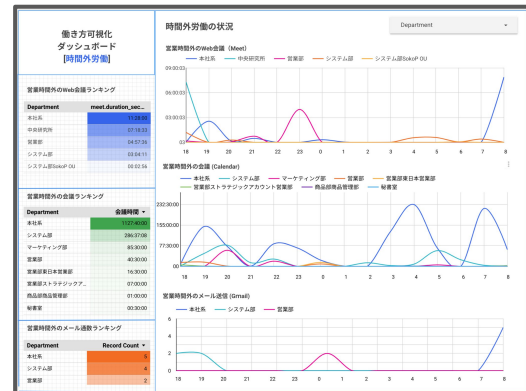 働き方可視化
ダッシュボード
[時間外労働]
営業時間外のWeb会議ランキング
Department meet.duration_sec...
本社系 11:28:06
中央研究所 07:18:33
営業部 04:57:36
システム部 03:04:11
システム部SokoP OU 00:22:56
営業時間外の会議ランキング
Department 会議時間
本社系 1127:40:00
システム部 286:37:08
マーケティング部 85:30:00
営業部 40:30:00
営業部東日本営業部 16:30:00
営業部ストラテジックア... 07:00:00
商品部商品管理部 01:00:00
秘書室 00:30:00
営業時間外のメール通数ランキング
Department Record Count
本社系 5
システム部 4
営業部 2
時間外労働の状況
Department
営業時間外のWeb会議 (Meet)
本社系 中央研究所 営業部 システム部 システム部SokoP OU
09:00:03
06:00:03
03:00:03
00:03
18 19 20 21 22 23 0 1 2 3 4 5 6 7 8
営業時間外の会議 (Calendar)
本社系 システム部 マーケティング部 営業部 営業部東日本営業部
営業部ストラテジックアカウント営業部 商品部商品管理部 秘書室
232:30:00
155:00:00
77:30:00
00
18 19 20 21 22 23 0 1 2 3 4 5 6 7 8
営業時間外のメール送信 (Gmail)
本社系 システム部 営業部
6
4
2
0
18 19 20 21 22 23 0 1 2 3 4 5 6 7 8